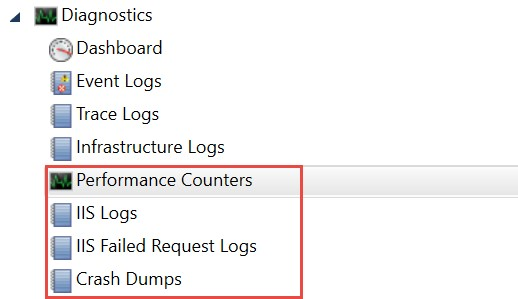 Diagnostics
Dashboard
Event Logs
Trace Logs
Infrastructure Logs
Performance Counters
IIS Logs
IIS Failed Request Logs
Crash Dumps